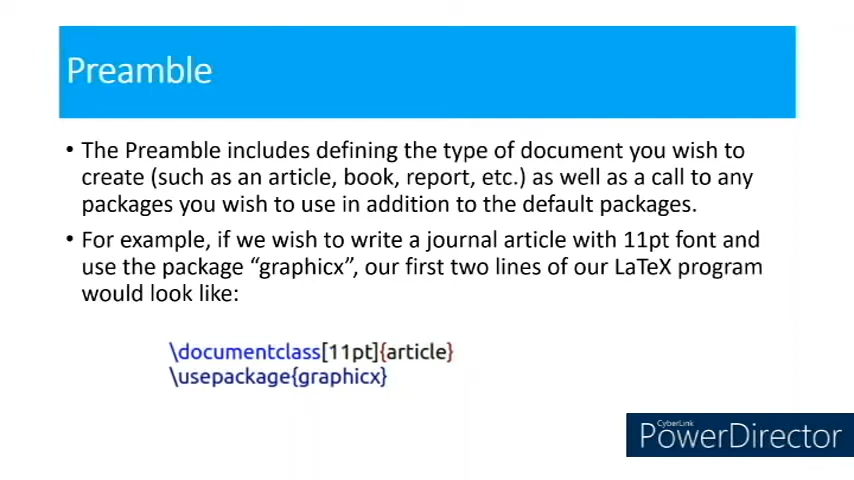 Preamble
• The Preamble includes defining the type of document you wish to
create (such as an article, book, report, etc.) as well as a call to any
packages you wish to use in addition to the default packages.
• For example, if we wish to write a journal article with 11pt font and
use the package “graphicx”, our first two lines of our LaTeX program
would look like:
\documentclass[11pt]{article}
\usepackage{graphicx}
CyberLink
PowerDirector